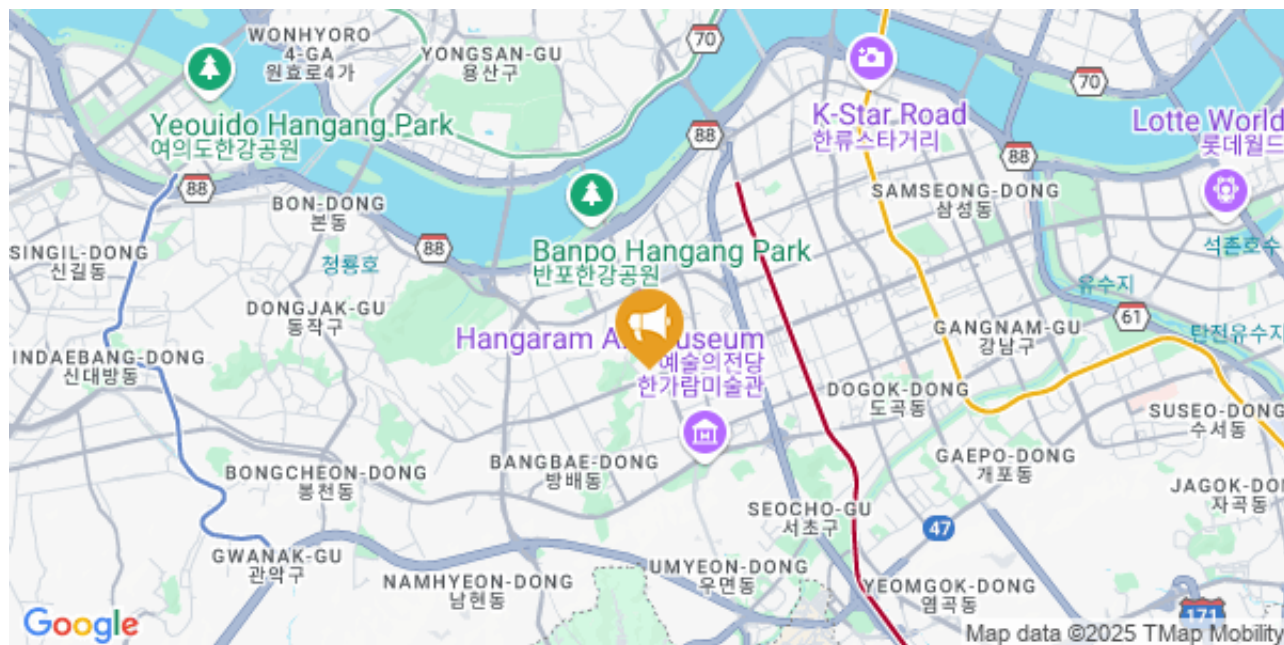 WONHYORO
4-GA
원효로4가
YONGSAN-GU
용산구
70
K-Star Road
한류스타거리
70
Lotte World
롯데월드
Yeouido Hangang Park
여의도한강공원
88
88
88
SAMSEONG-DONG
삼성동
88
BON-DONG
본동
SINGIL-DONG
신길동
청룡호
Banpo Hangang Park
반포한강공원
석촌호수
유수지
61
탄천유수지
DONGJAK-GU
동작구
Hangaram A useum
예술의전당
한가람미술관
GANGNAM-GU
강남구
INDAEBANG-DONG
신대방동
DOGOK-DONG
도곡동
SUSEO-DONG
수서동
BANGBAE-DONG
방배동
BONGCHEON-DONG
봉천동
GAEPO-DONG
개포동
JAGOK-DON
자곡동
SEOCHO-GU
서초구
47
GWANAK-GU
관악구
NAMHYEON-DONG
남현동
UMYEON-DONG
우면동
YEOMGOK-DONG
염곡동
171
Google
Map data ©2025 TMap Mobility